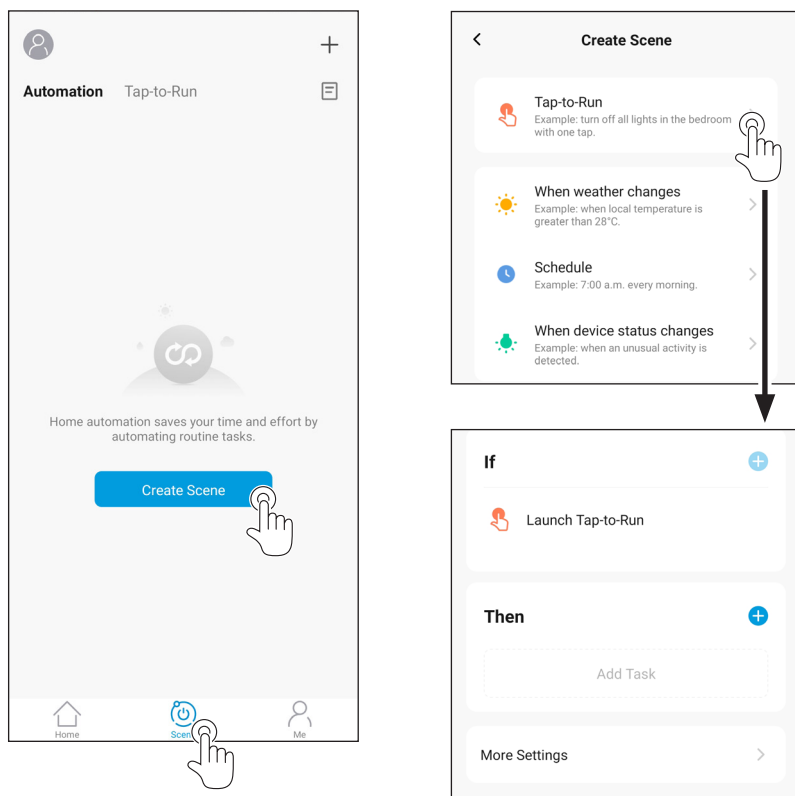 Automation Tap-to-Run
Home automation saves your time and effort by
automating routine tasks.
Create Scene
Home
Scen
Me
Create Scene
Tap-to-Run
Example: turn off all lights in the bedroom
with one tap.
When weather changes
Example: when local temperature is
greater than 28°C.
Schedule
Example: 7:00 a.m. every morning.
When device status changes
Example: when an unusual activity is
detected.
If
Launch Tap-to-Run
Then
Add Task
More Settings